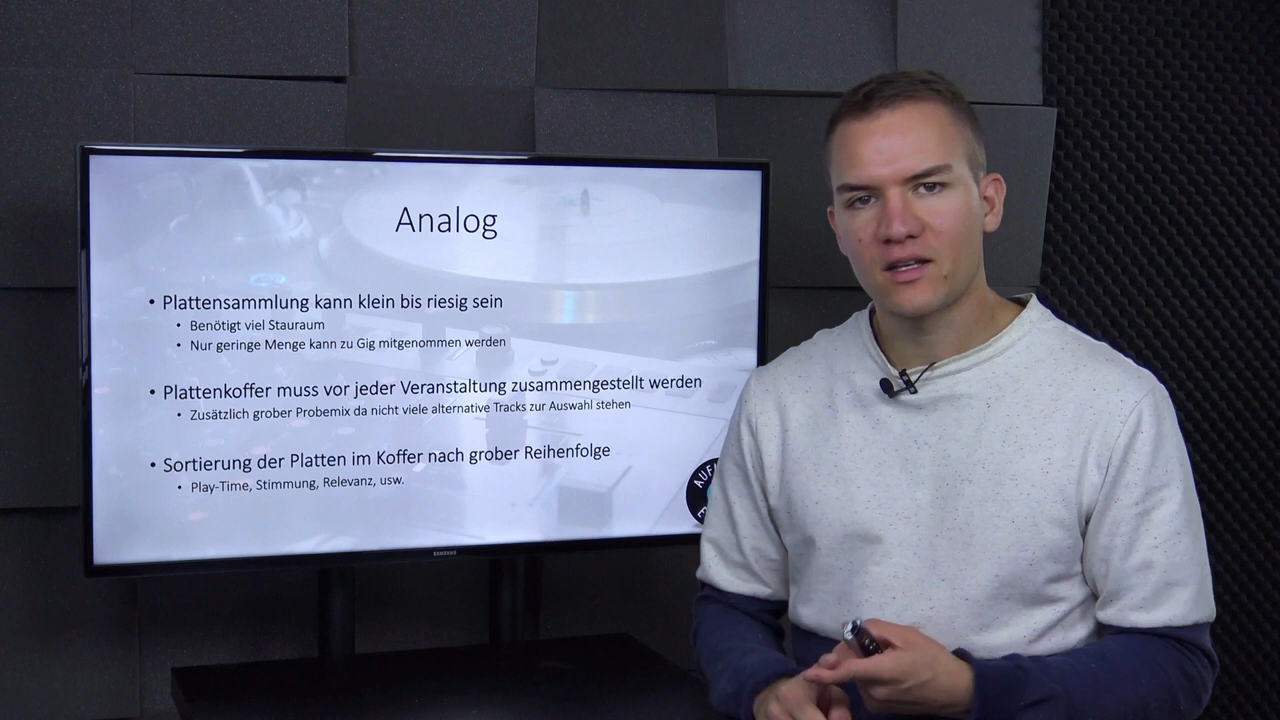 Analog
• Plattensammlung kann klein bis riesig sein
• Benötigt viel Stauraum
• Nur geringe Menge kann zu Gig mitgenommen werden
• Plattenkoffer muss vor jeder Veranstaltung zusammengestellt werden
• Zusätzlich grober Probemix da nicht viele alternative Tracks zur Auswahl stehen
• Sortierung der Platten im Koffer nach grober Reihenfolge
• Play-Time, Stimmung, Relevanz, usw.
SAMSUNG